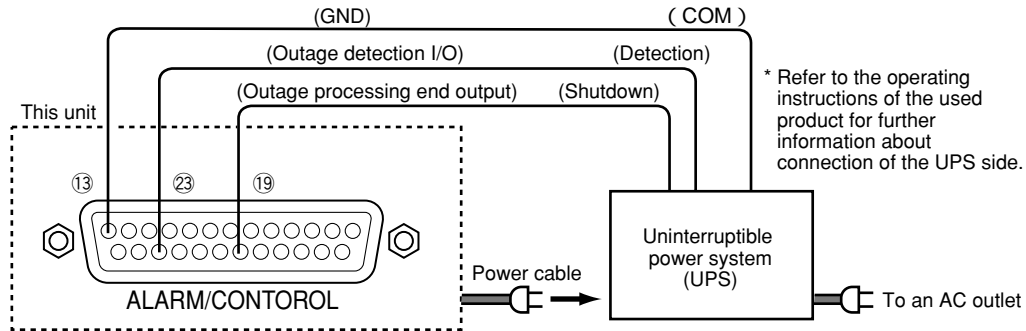 (GND)
( COM )
(Outage detection I/O)
(Detection)
(Outage processing end output)
(Shutdown)
* Refer to the operating
instructions of the used
product for further
information about
connection of the UPS side.
This unit
⑬
㉓
⑲
ALARM/CONTOROL
Power cable
Uninterruptible
power system
(UPS)
To an AC outlet